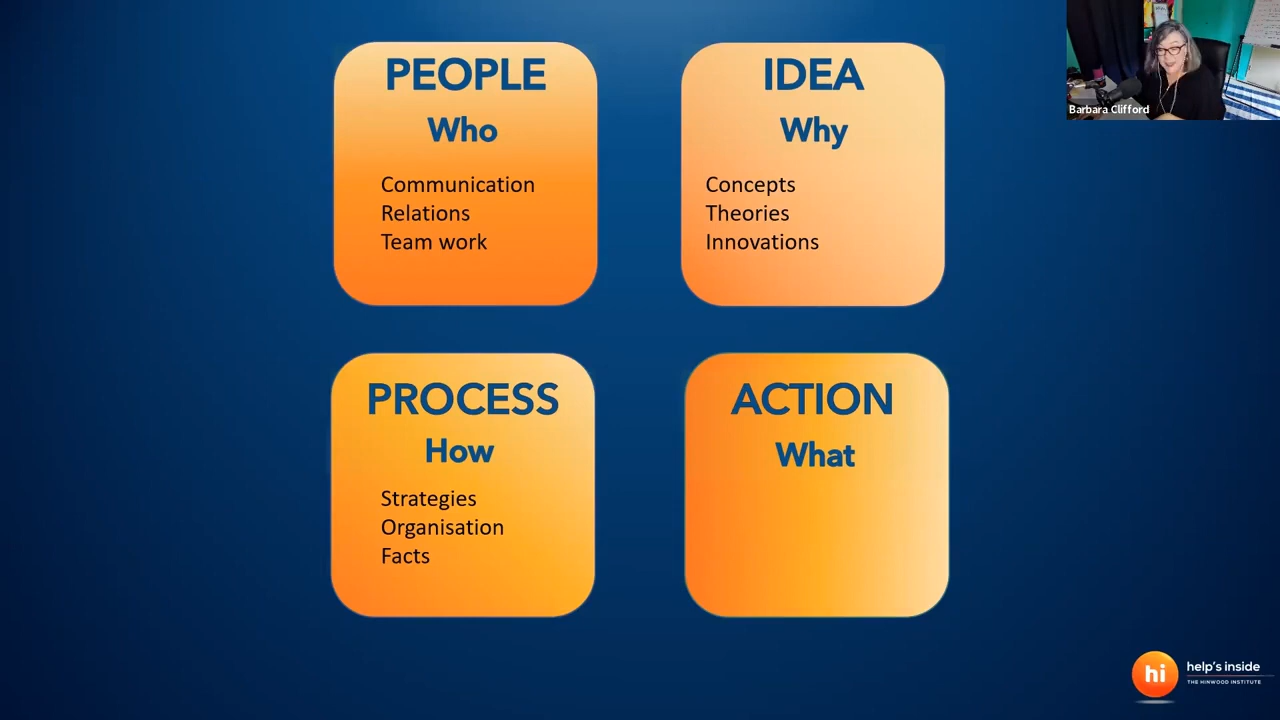 PEOPLE
Who
Communication
Relations
Team work
IDEA
Why
Concepts
Theories
Innovations
Barbara Clifford
PROCESS
How
Strategies
Organisation
Facts
ACTION
What
hi
help's inside
THE HINWOOD INSTITUTE